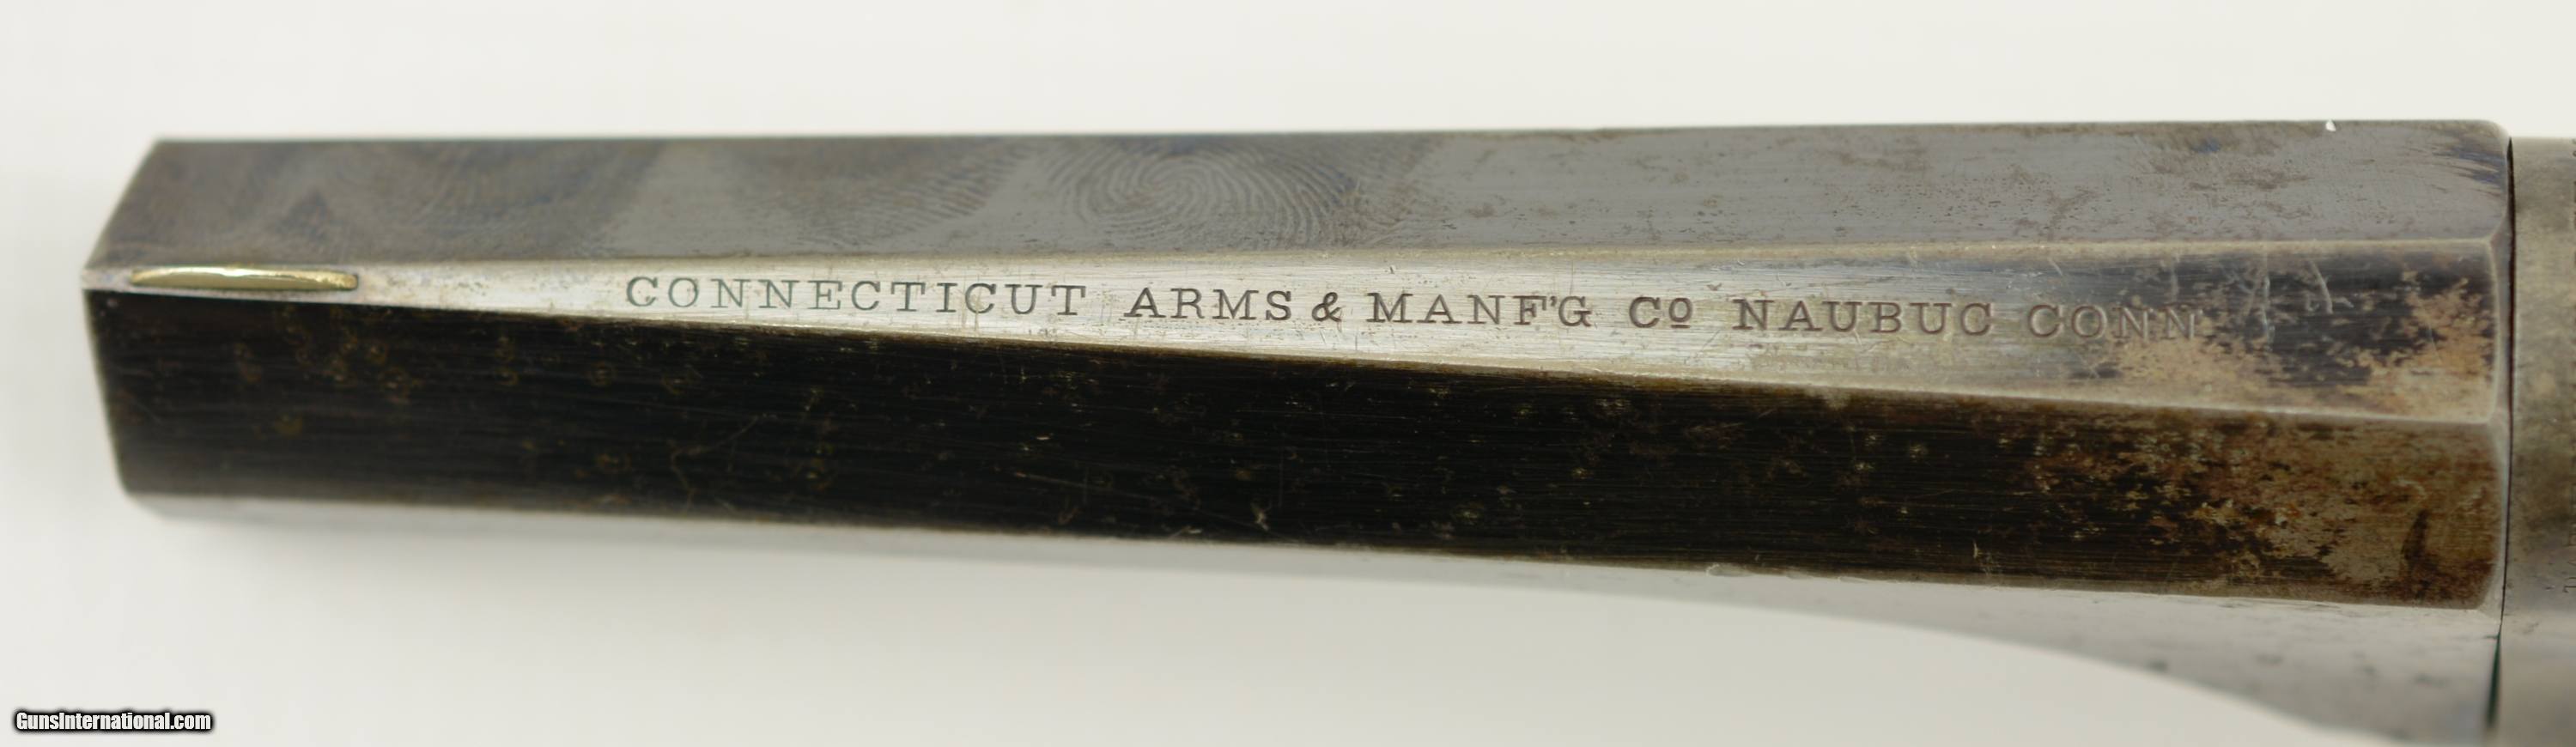 CONNECTICUT ARMS & MANF'G Cº NAUBUC CONN
GunsInternational.com